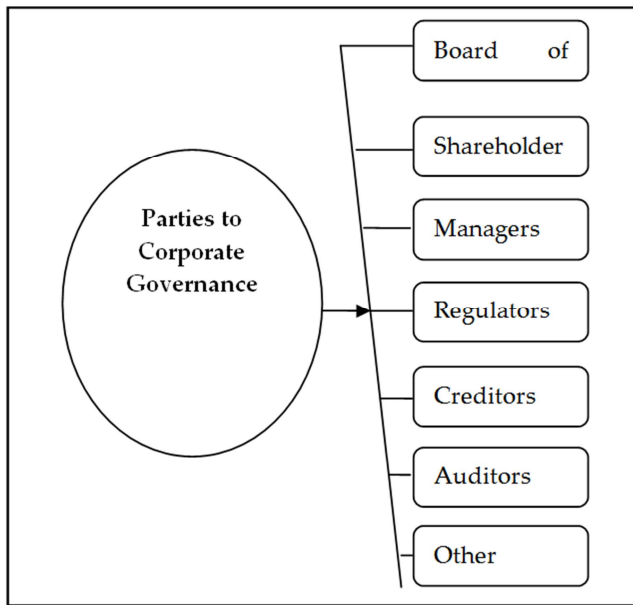 Parties to
Corporate
Governance
Board of
Shareholder
Managers
Regulators
Creditors
Auditors
Other